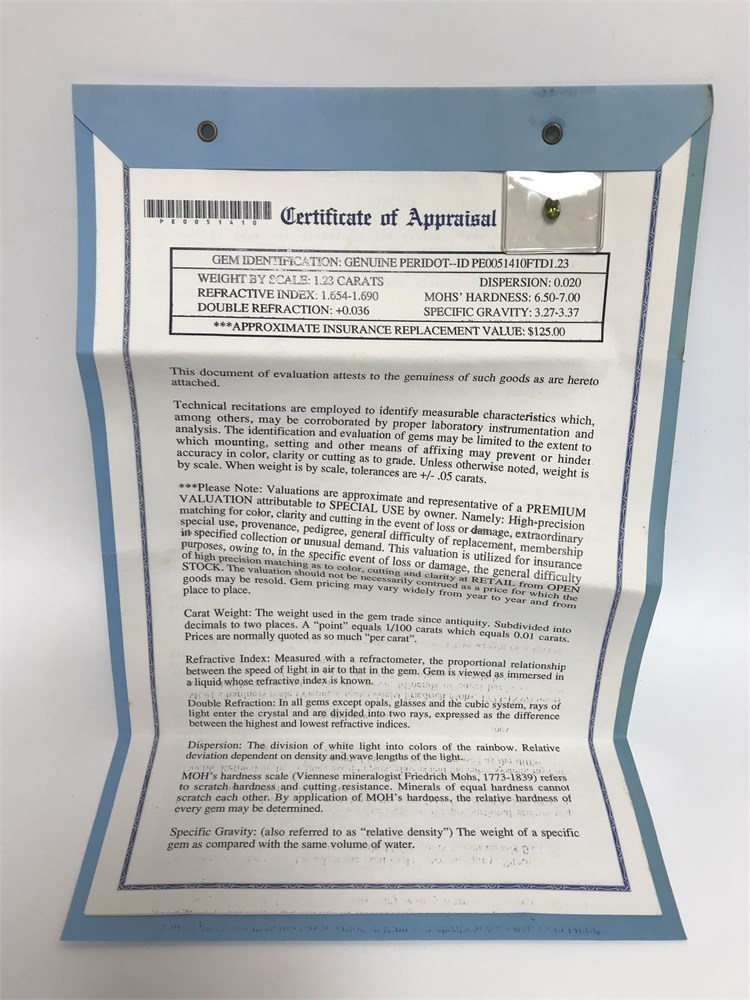 PE0051410
Certificate of Appraisal
GEM IDENTIFICATION: GENUINE PERIDOT--ID PE0051410FTD1.23
WEIGHT BY SCALE: 1.23 CARATS DISPERSION: 0.020
REFRACTIVE INDEX: 1.654-1.690 MOHS' HARDNESS: 6.50-7.00
DOUBLE REFRACTION: +0.036 SPECIFIC GRAVITY: 3.27-3.37
***APPROXIMATE INSURANCE REPLACEMENT VALUE: $125.00
This document of evaluation attests to the genuiness of such goods as are hereto
attached.
Technical recitations are employed to identify measurable characteristics which,
among others, may be corroborated by proper laboratory instrumentation and
analysis. The identification and evaluation of gems may be limited to the extent to
which mounting, setting and other means of affixing may prevent or hinder
accuracy in color, clarity or cutting as to grade. Unless otherwise noted, weight is
by scale. When weight is by scale, tolerances are +/- .05 carats.
***Please Note: Valuations are approximate and representative of a PREMIUM
VALUATION attributable to SPECIAL USE by owner. Namely: High-precision
matching for color, clarity and cutting in the event of loss or damage, extraordinary
special use, provenance, pedigree, general difficulty of replacement, membership
in specified collection or unusual demand. This valuation is utilized for insurance
purposes, owing to, in the specific event of loss or damage, the general difficulty
of high precision matching as to color, cutting and clarity at RETAIL from OPEN
STOCK. The valuation should not be necessarily contrued as a price for which the
goods may be resold. Gem pricing may vary widely from year to year and from
place to place.
Carat Weight: The weight used in the gem trade since antiquity. Subdivided into
decimals to two places. A "point" equals 1/100 carats which equals 0.01 carats.
Prices are normally quoted as so much "per carat".
Refractive Index: Measured with a refractometer, the proportional relationship
between the speed of light in air to that in the gem. Gem is viewed as immersed in
a liquid whose refractive index is known.
Double Refraction: In all gems except opals, glasses and the cubic system, rays of
light enter the crystal and are divided into two rays, expressed as the difference
between the highest and lowest refractive indices.
Dispersion: The division of white light into colors of the rainbow. Relative
deviation dependent on density and wave lengths of the light.
MOH's hardness scale (Viennese mineralogist Friedrich Mohs, 1773-1839) refers
to scratch hardness and cutting resistance. Minerals of equal hardness cannot
scratch each other. By application of MOH's hardness, the relative hardness of
every gem may be determined.
Specific Gravity: (also referred to as "relative density") The weight of a specific
gem as compared with the same volume of water.